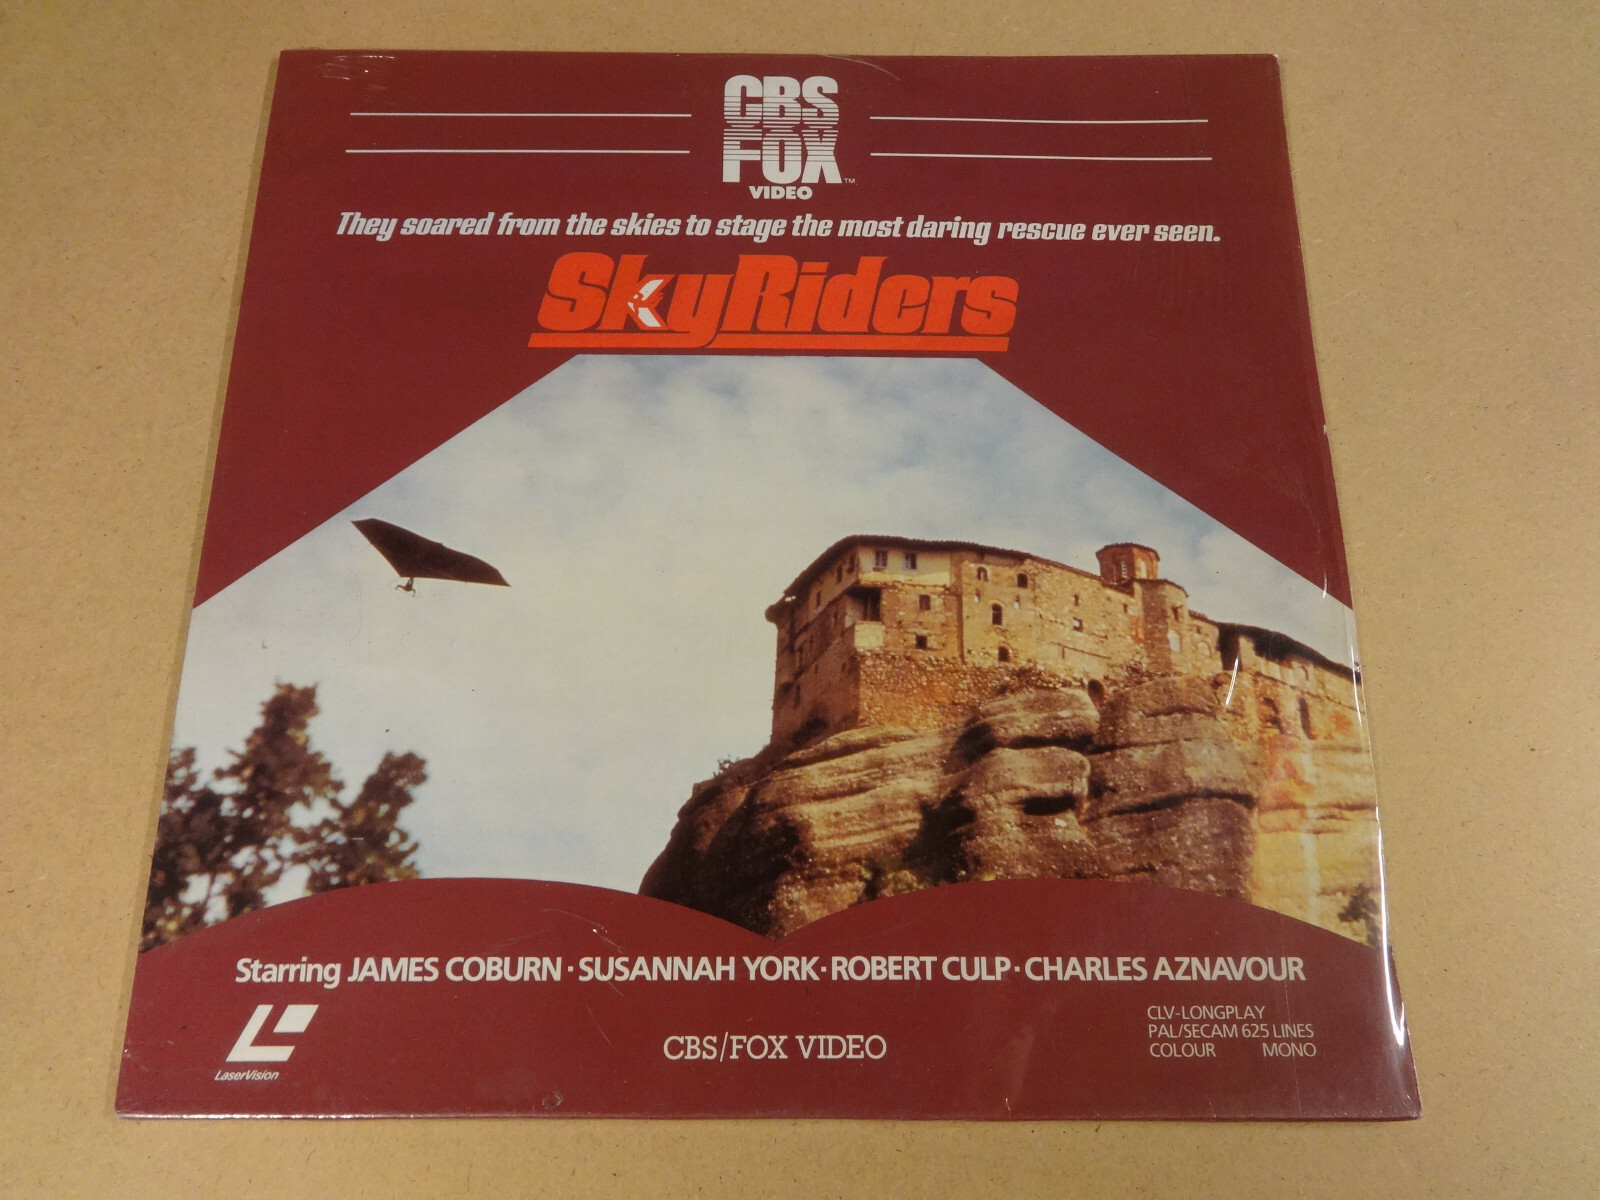 CBS
FOX™
VIDEO
They soared from the skies to stage the most daring rescue ever seen.
SkyRiders
Starring JAMES COBURN · SUSANNAH YORK · ROBERT CULP · CHARLES AZNAVOUR
LaserVision
CBS/FOX VIDEO
CLV-LONGPLAY
PAL/SECAM 625 LINES
COLOUR MONO